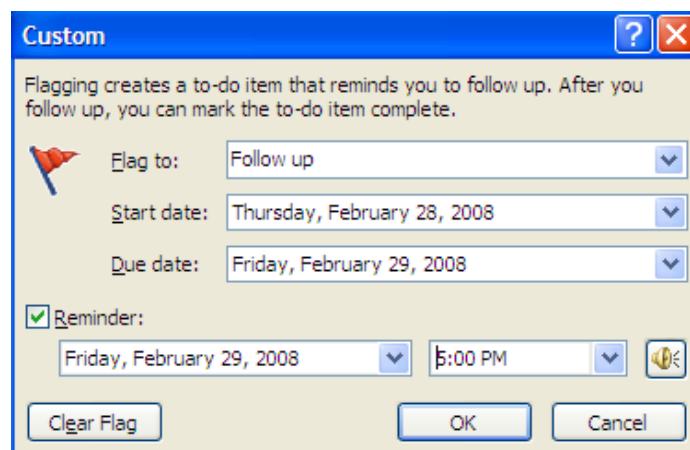 Custom
Flagging creates a to-do item that reminds you to follow up. After you
follow up, you can mark the to-do item complete.
Flag to: Follow up
Start date: Thursday, February 28, 2008
Due date: Friday, February 29, 2008
Reminder:
Friday, February 29, 2008 5:00 PM
Clear Flag OK Cancel